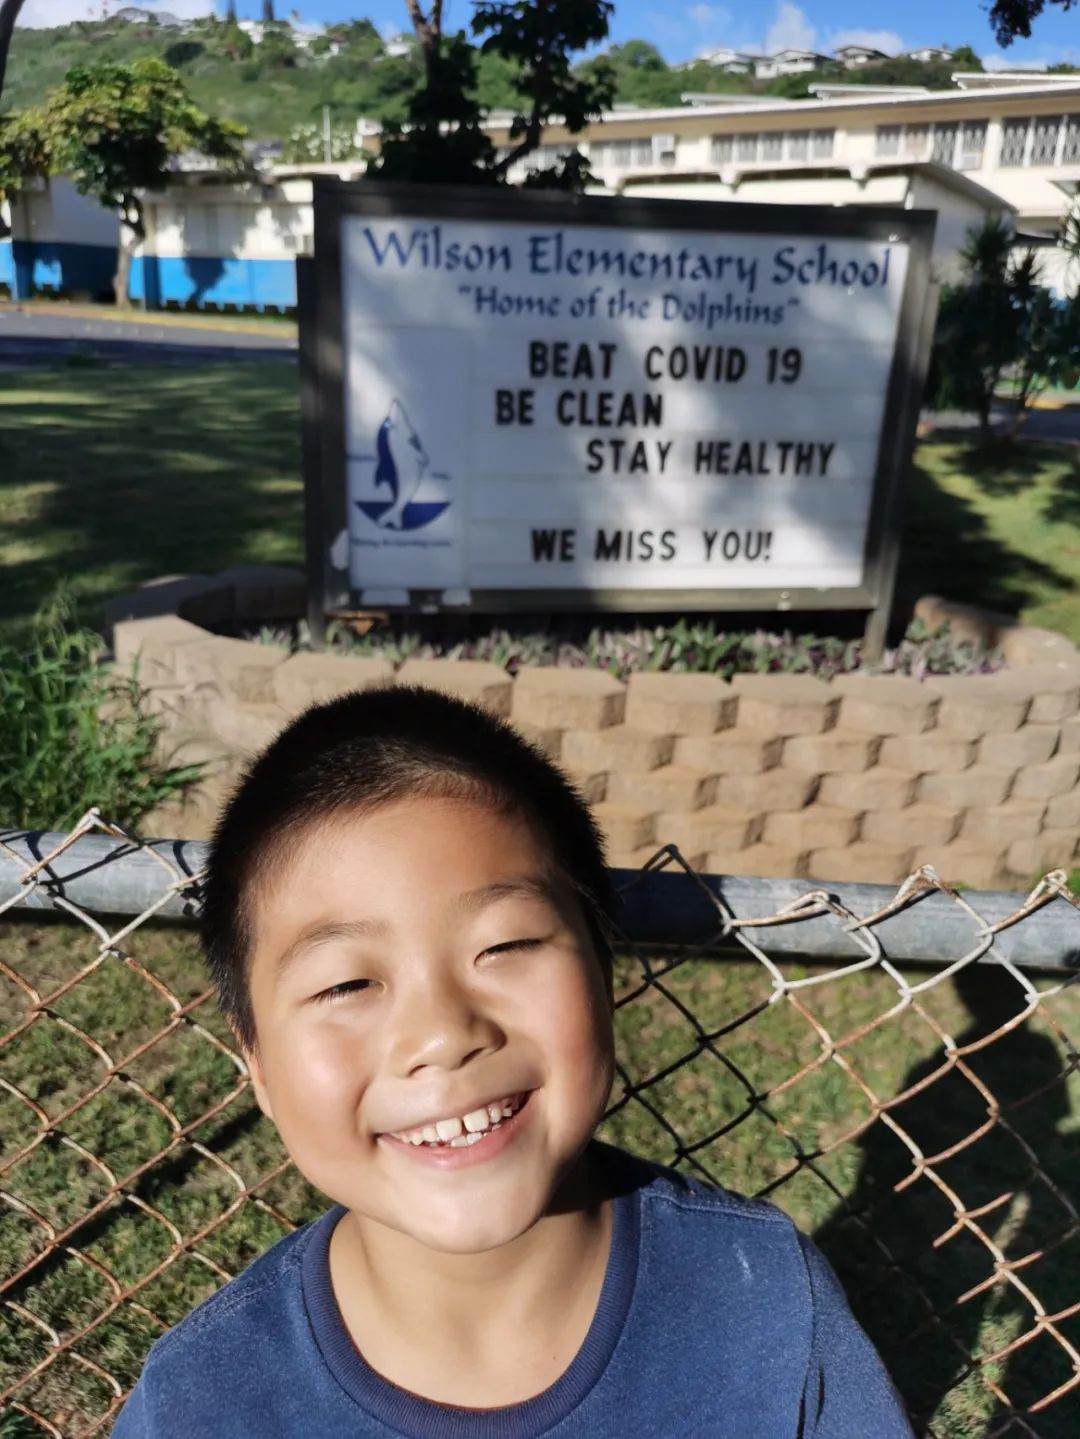 Wilson Elementary School
"Home of the Dolphins"
BEAT COVID 19
BE CLEAN
STAY HEALTHY
WE MISS YOU!